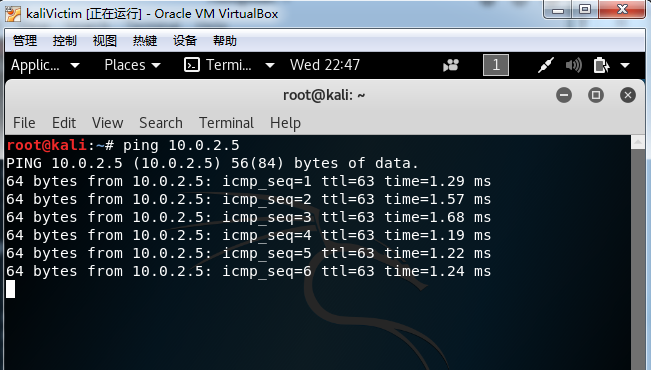 kaliVictim [正在运行] - Oracle VM VirtualBox
管理 控制 视图 热键 设备 帮助
Applic... Places Termi... Wed 22:47 1
root@kali: ~
File Edit View Search Terminal Help
root@kali:~# ping 10.0.2.5
PING 10.0.2.5 (10.0.2.5) 56(84) bytes of data.
64 bytes from 10.0.2.5: icmp_seq=1 ttl=63 time=1.29 ms
64 bytes from 10.0.2.5: icmp_seq=2 ttl=63 time=1.57 ms
64 bytes from 10.0.2.5: icmp_seq=3 ttl=63 time=1.68 ms
64 bytes from 10.0.2.5: icmp_seq=4 ttl=63 time=1.19 ms
64 bytes from 10.0.2.5: icmp_seq=5 ttl=63 time=1.22 ms
64 bytes from 10.0.2.5: icmp_seq=6 ttl=63 time=1.24 ms